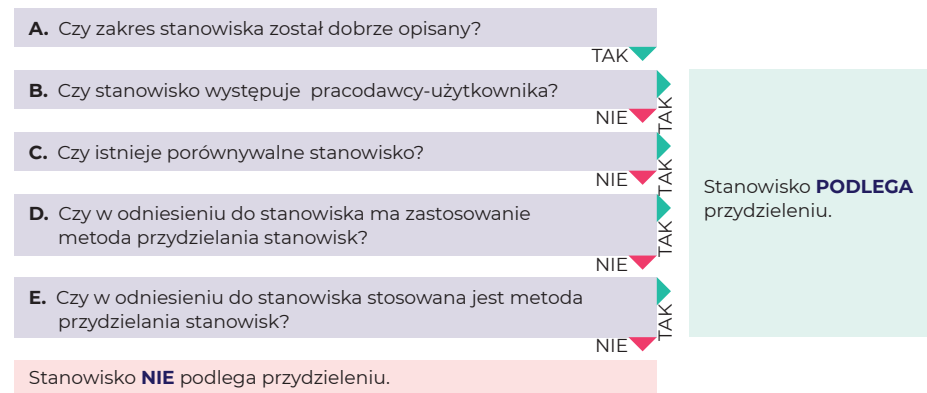 A. Czy zakres stanowiska został dobrze opisany?
TAK
B. Czy stanowisko występuje pracodawcy-użytkownika?
TAK
NIE
C. Czy istnieje porównywalne stanowisko?
TAK
NIE
D. Czy w odniesieniu do stanowiska ma zastosowanie
metoda przydzielania stanowisk?
TAK
NIE
E. Czy w odniesieniu do stanowiska stosowana jest metoda
przydzielania stanowisk?
TAK
NIE
Stanowisko NIE podlega przydzieleniu.
Stanowisko PODLEGA
przydzieleniu.